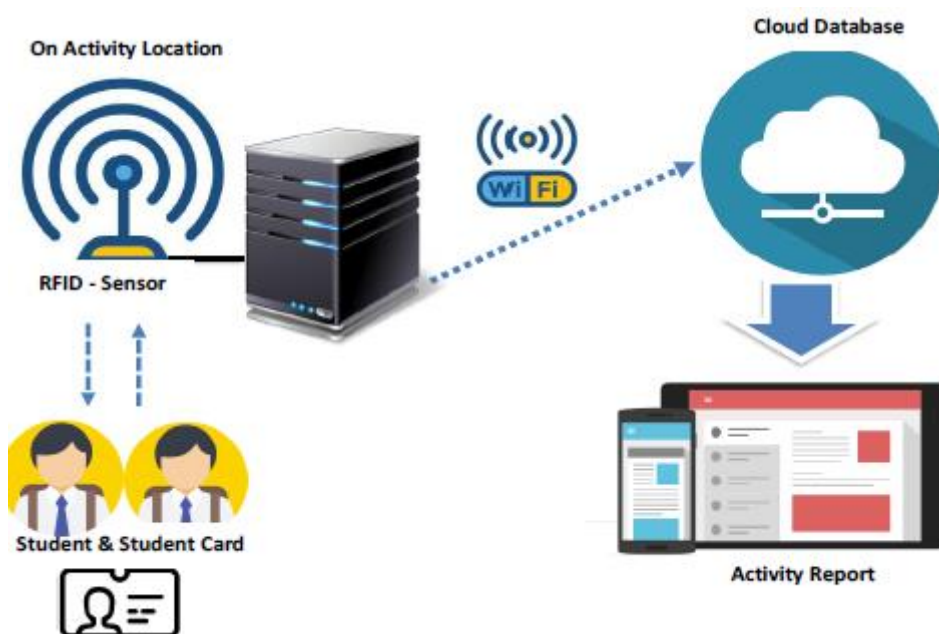 On Activity Location
Cloud Database
Wi Fi
RFID - Sensor
Student & Student Card
Activity Report